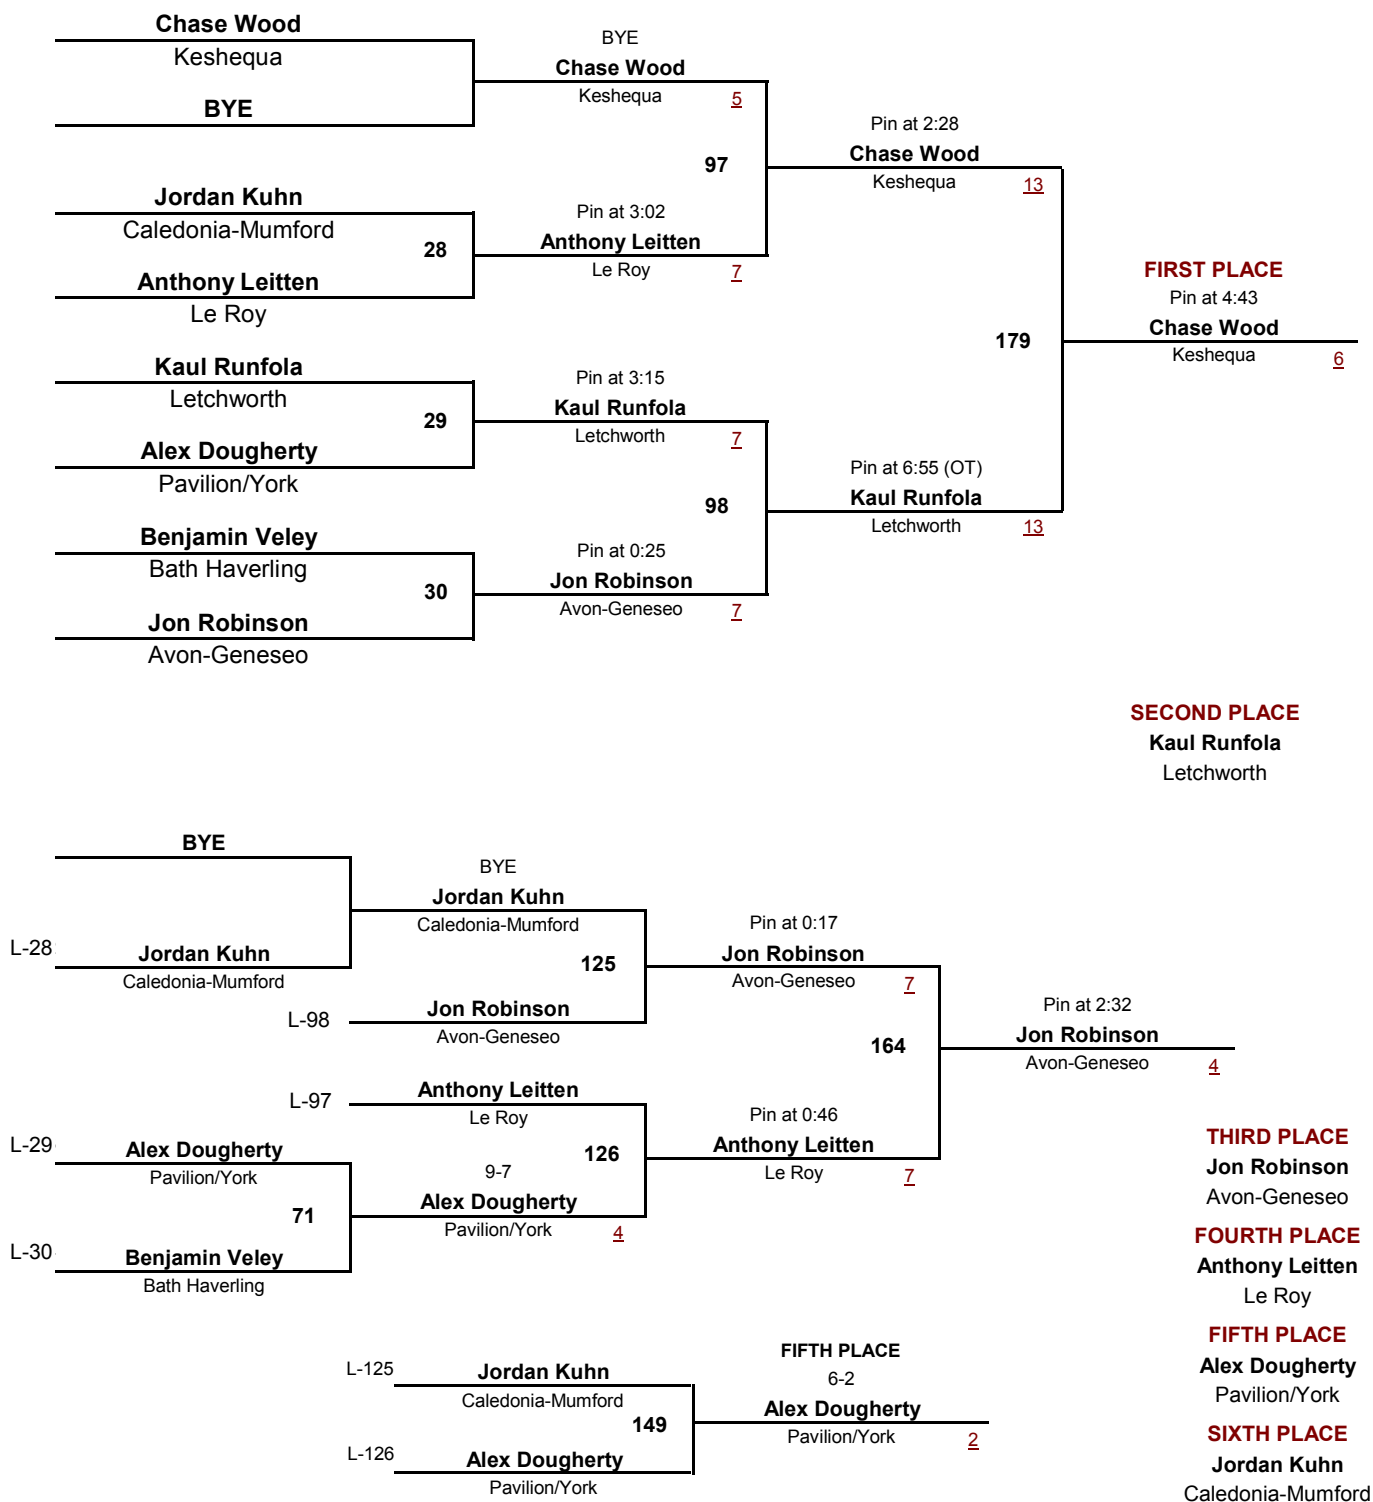 Chase Wood
Keshequa
BYE
Jordan Kuhn
Caledonia-Mumford
28
Anthony Leitten
Le Roy
Kaul Runfola
Letchworth
29
Alex Dougherty
Pavilion/York
Benjamin Veley
Bath Haverling
30
Jon Robinson
Avon-Geneseo
BYE
Chase Wood
Keshequa
5
97
Pin at 3:02
Anthony Leitten
Le Roy
7
Pin at 3:15
Kaul Runfola
Letchworth
7
98
Pin at 0:25
Jon Robinson
Avon-Geneseo
7
Pin at 2:28
Chase Wood
Keshequa
13
179
Pin at 6:55 (OT)
Kaul Runfola
Letchworth
13
FIRST PLACE
Pin at 4:43
Chase Wood
Keshequa
6
SECOND PLACE
Kaul Runfola
Letchworth
BYE
L-28
Jordan Kuhn
Caledonia-Mumford
BYE
Jordan Kuhn
Caledonia-Mumford
125
L-98
Jon Robinson
Avon-Geneseo
L-97
Anthony Leitten
Le Roy
126
L-29
Alex Dougherty
Pavilion/York
71
L-30
Benjamin Veley
Bath Haverling
9-7
Alex Dougherty
Pavilion/York
4
Pin at 0:17
Jon Robinson
Avon-Geneseo
7
164
Pin at 0:46
Anthony Leitten
Le Roy
7
Pin at 2:32
Jon Robinson
Avon-Geneseo
4
THIRD PLACE
Jon Robinson
Avon-Geneseo
FOURTH PLACE
Anthony Leitten
Le Roy
FIFTH PLACE
Alex Dougherty
Pavilion/York
SIXTH PLACE
Jordan Kuhn
Caledonia-Mumford
L-125
Jordan Kuhn
Caledonia-Mumford
149
L-126
Alex Dougherty
Pavilion/York
FIFTH PLACE
6-2
Alex Dougherty
Pavilion/York
2